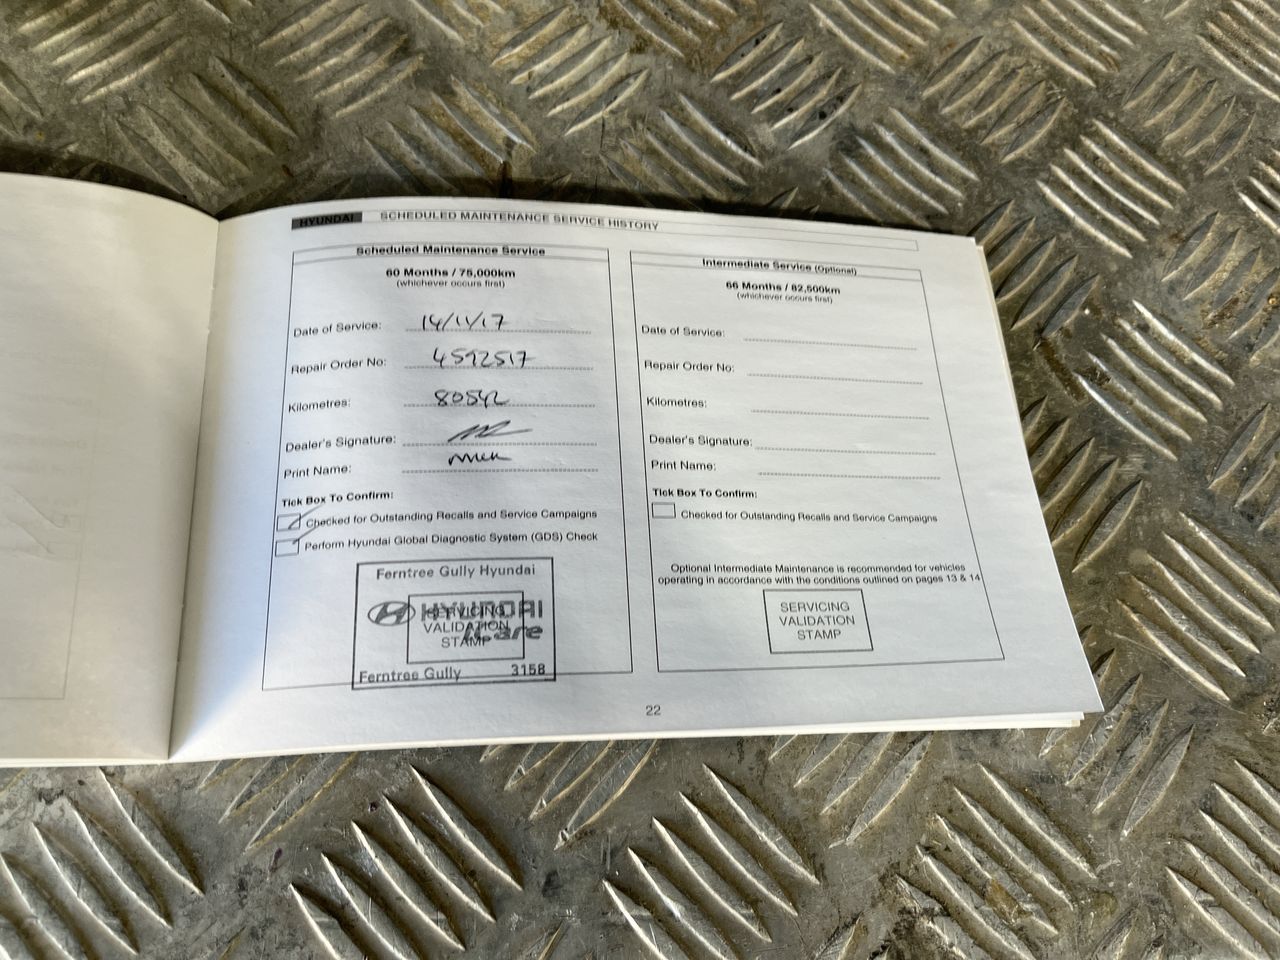 HYUNDAI SCHEDULED MAINTENANCE SERVICE HISTORY
Scheduled Maintenance Service
60 Months / 75,000km
(whichever occurs first)
Date of Service: 14/11/17
Repair Order No: 4592517
Kilometres: 80542
Dealer's Signature:
Print Name:
Tick Box To Confirm:
Checked for Outstanding Recalls and Service Campaigns
Perform Hyundai Global Diagnostic System (GDS) Check
Ferntree Gully Hyundai
HYUNDAI
SERVICING
VALIDATION
STAMP
Ferntree Gully 3158
Intermediate Service (Optional)
66 Months / 82,500km
(whichever occurs first)
Date of Service:
Repair Order No:
Kilometres:
Dealer's Signature:
Print Name:
Tick Box To Confirm:
Checked for Outstanding Recalls and Service Campaigns
Optional Intermediate Maintenance is recommended for vehicles
operating in accordance with the conditions outlined on pages 13 & 14
SERVICING
VALIDATION
STAMP
22